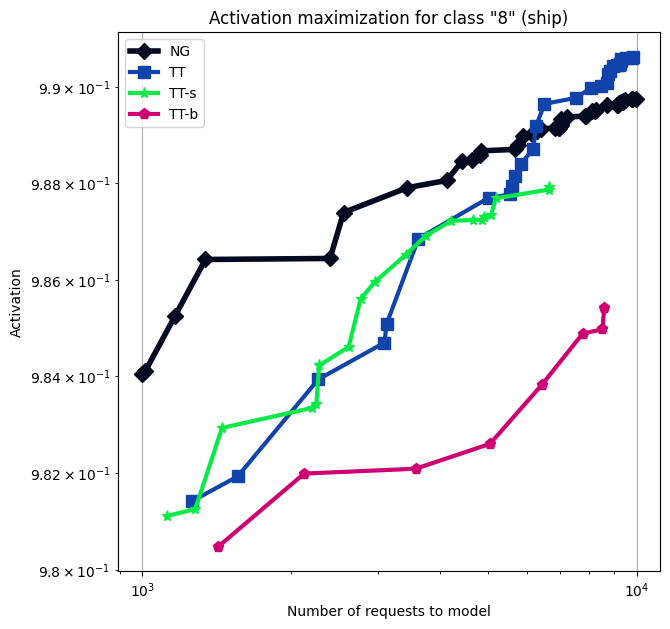 Activation maximization for class "8" (ship)
NG
TT
TT-s
TT-b
Activation
9.9 × 10⁻¹
9.88 × 10⁻¹
9.86 × 10⁻¹
9.84 × 10⁻¹
9.82 × 10⁻¹
9.8 × 10⁻¹
10³
10⁴
Number of requests to model